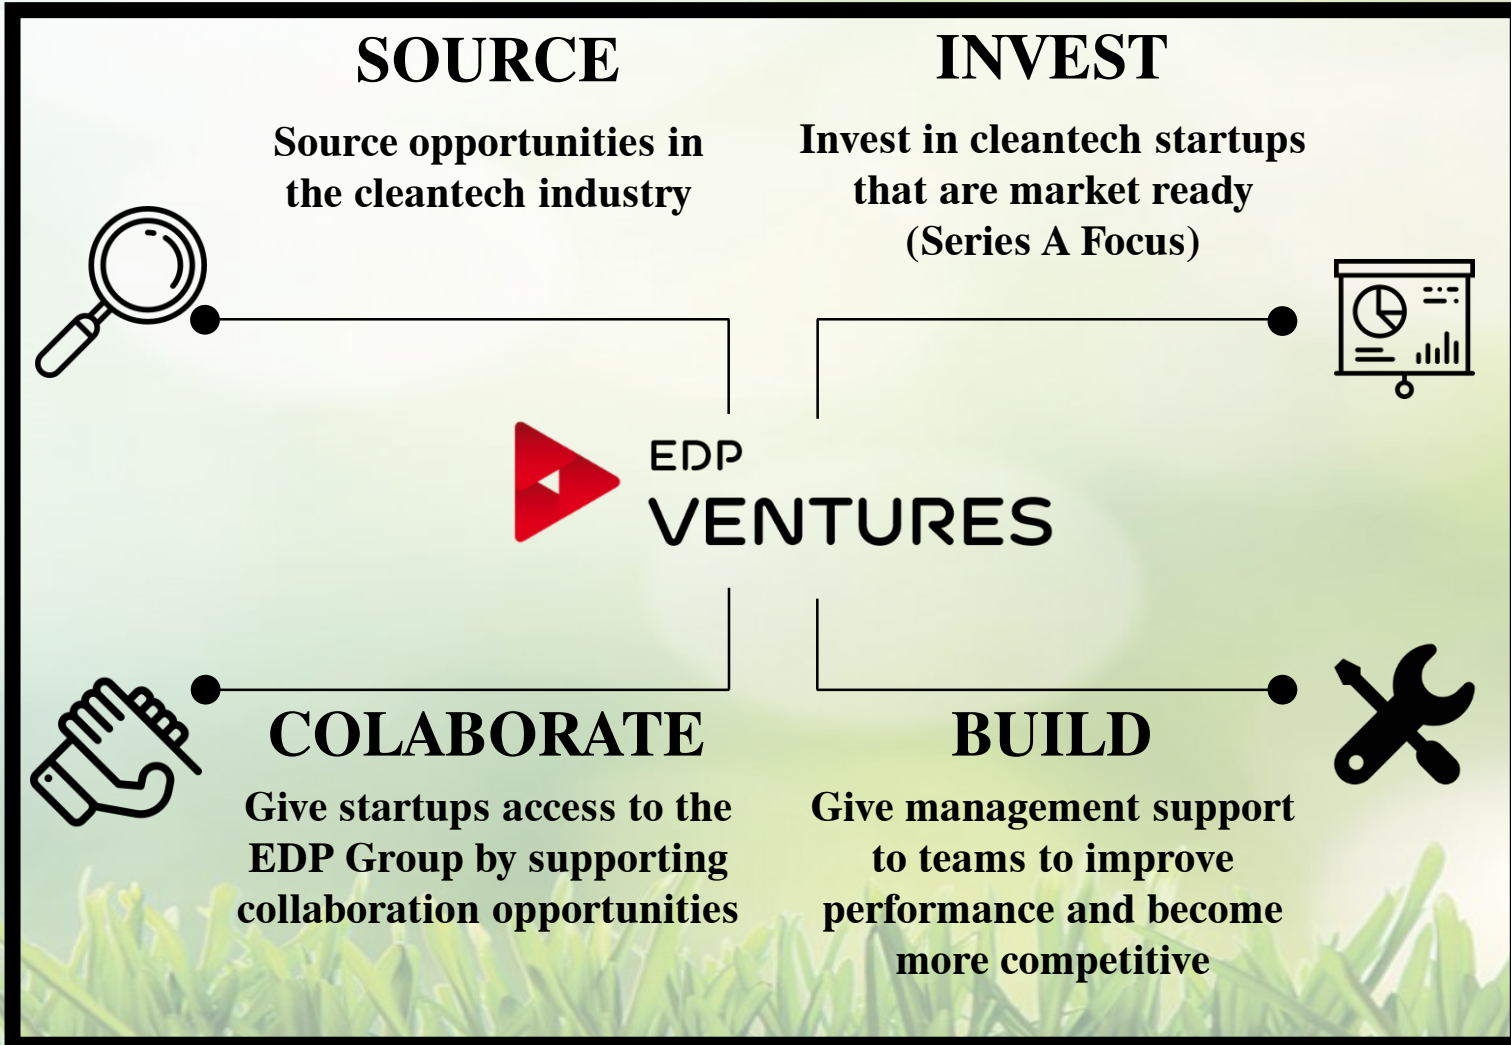 SOURCE
Source opportunities in
the cleantech industry
INVEST
Invest in cleantech startups
that are market ready
(Series A Focus)
EDP
VENTURES
COLABORATE
Give startups access to the
EDP Group by supporting
collaboration opportunities
BUILD
Give management support
to teams to improve
performance and become
more competitive